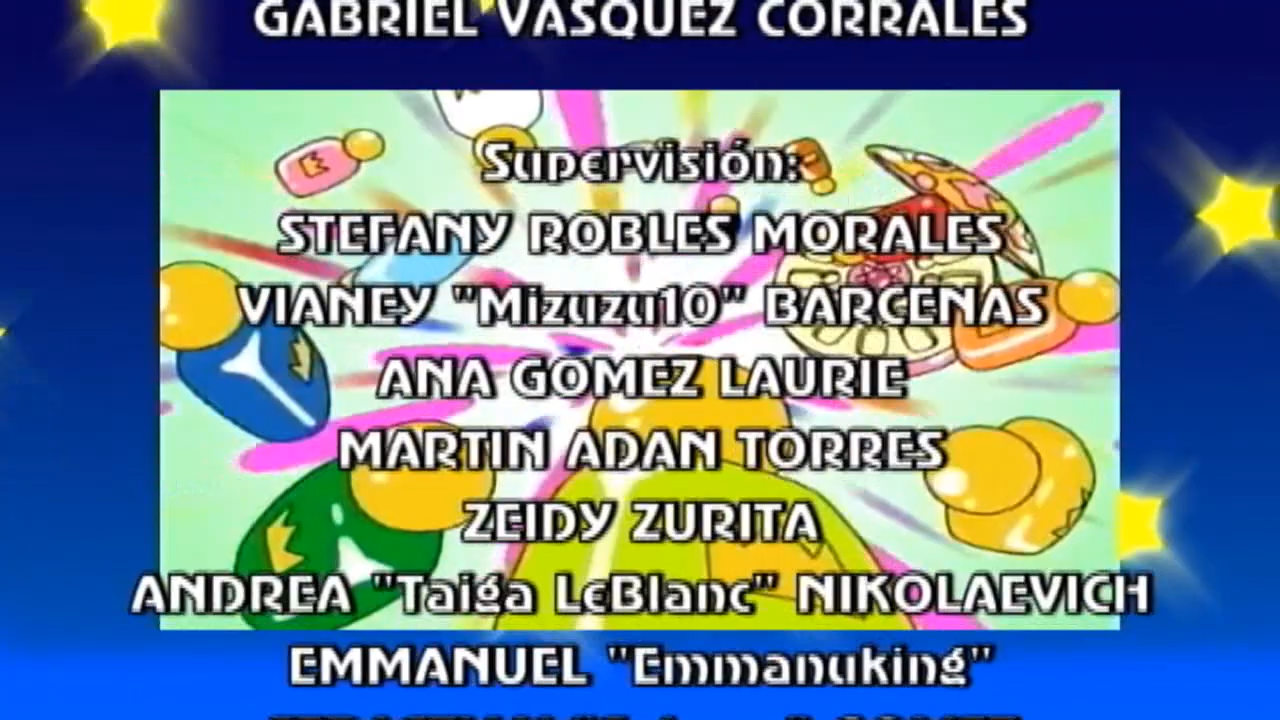 GABRIEL VASQUEZ CORRALES
Supervisión:
STEFANY ROBLES MORALES
VIANEY "Mizuzu10" BARCENAS
ANA GOMEZ LAURIE
MARTIN ADAN TORRES
ZEIDY ZURITA
ANDREA "Taiga LeBlanc" NIKOLAEVICH
EMMANUEL "Emmanuking"